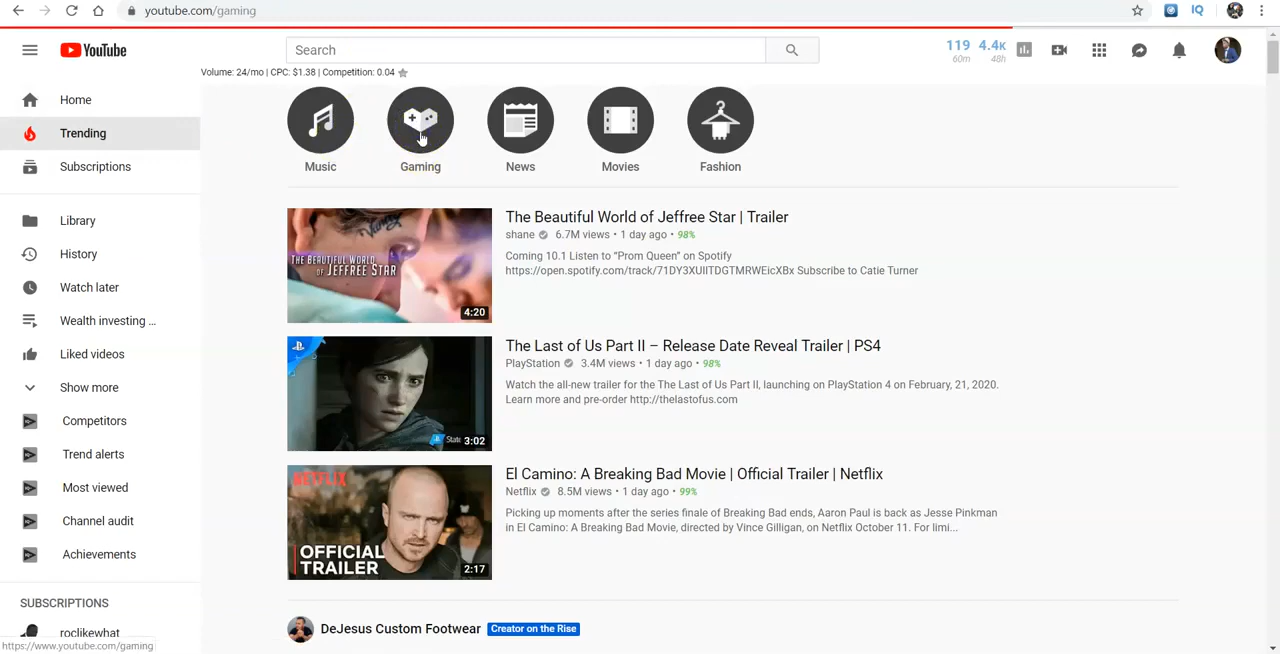 youtube.com/gaming
IQ
YouTube
Search
119 4.4K
60m 48h
Volume: 24/mo | CPC: $1.38 | Competition: 0.04
Home
Trending
Subscriptions
Library
History
Watch later
Wealth investing ...
Liked videos
Show more
Competitors
Trend alerts
Most viewed
Channel audit
Achievements
SUBSCRIPTIONS
roclikewhat
https://www.youtube.com/gaming
Music
Gaming
News
Movies
Fashion
THE BEAUTIFUL WORLD
OF JEFFREE STAR
4:20
The Beautiful World of Jeffree Star | Trailer
shane 6.7M views • 1 day ago • 98%
Coming 10.1 Listen to “Prom Queen” on Spotify
https://open.spotify.com/track/71DY3XUIITDGTMRWEicXBx Subscribe to Catie Turner
State 3:02
The Last of Us Part II – Release Date Reveal Trailer | PS4
PlayStation 3.4M views • 1 day ago • 98%
Watch the all-new trailer for the The Last of Us Part II, launching on PlayStation 4 on February, 21, 2020.
Learn more and pre-order http://thelastofus.com
NETFLIX
OFFICIAL
TRAILER
2:17
El Camino: A Breaking Bad Movie | Official Trailer | Netflix
Netflix 8.5M views • 1 day ago • 99%
Picking up moments after the series finale of Breaking Bad ends, Aaron Paul is back as Jesse Pinkman
in El Camino: A Breaking Bad Movie, directed by Vince Gilligan, on Netflix October 11. For limi...
DeJesus Custom Footwear Creator on the Rise